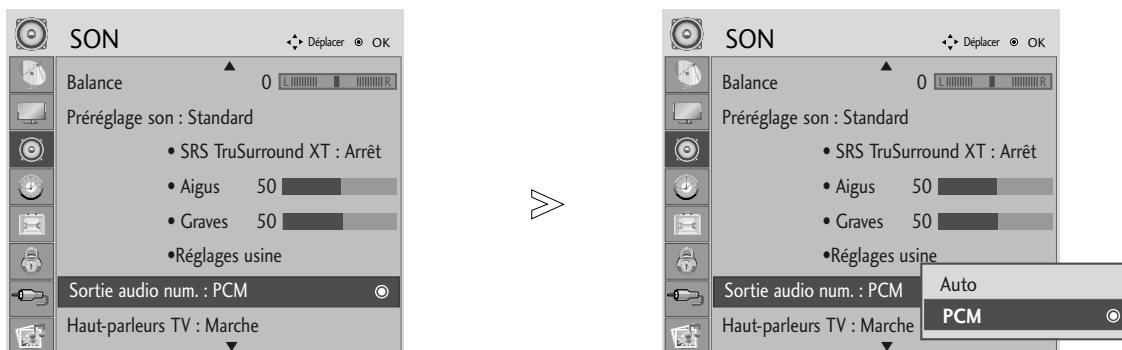 SON Déplacer OK
Balance 0 L R
Préréglage son : Standard
• SRS TruSurround XT : Arrêt
• Aigus 50
• Graves 50
•Réglages usine
Sortie audio num. : PCM
Haut-parleurs TV : Marche
SON Déplacer OK
Balance 0 L R
Préréglage son : Standard
• SRS TruSurround XT : Arrêt
• Aigus 50
• Graves 50
•Réglages usine
Sortie audio num. : PCM
Haut-parleurs TV : Marche
Auto
PCM